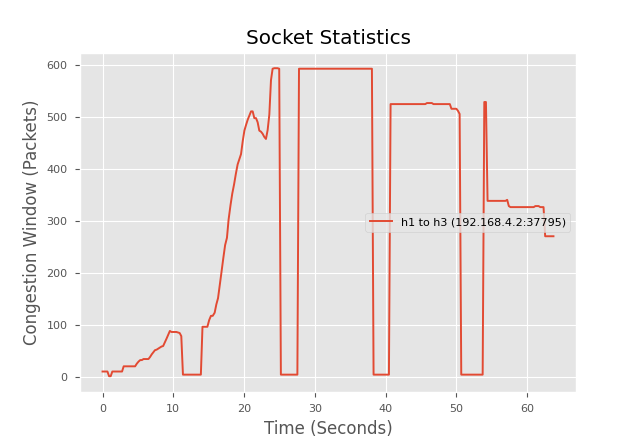 Socket Statistics
Congestion Window (Packets)
600
500
400
300
200
100
0
h1 to h3 (192.168.4.2:37795)
0 10 20 30 40 50 60
Time (Seconds)